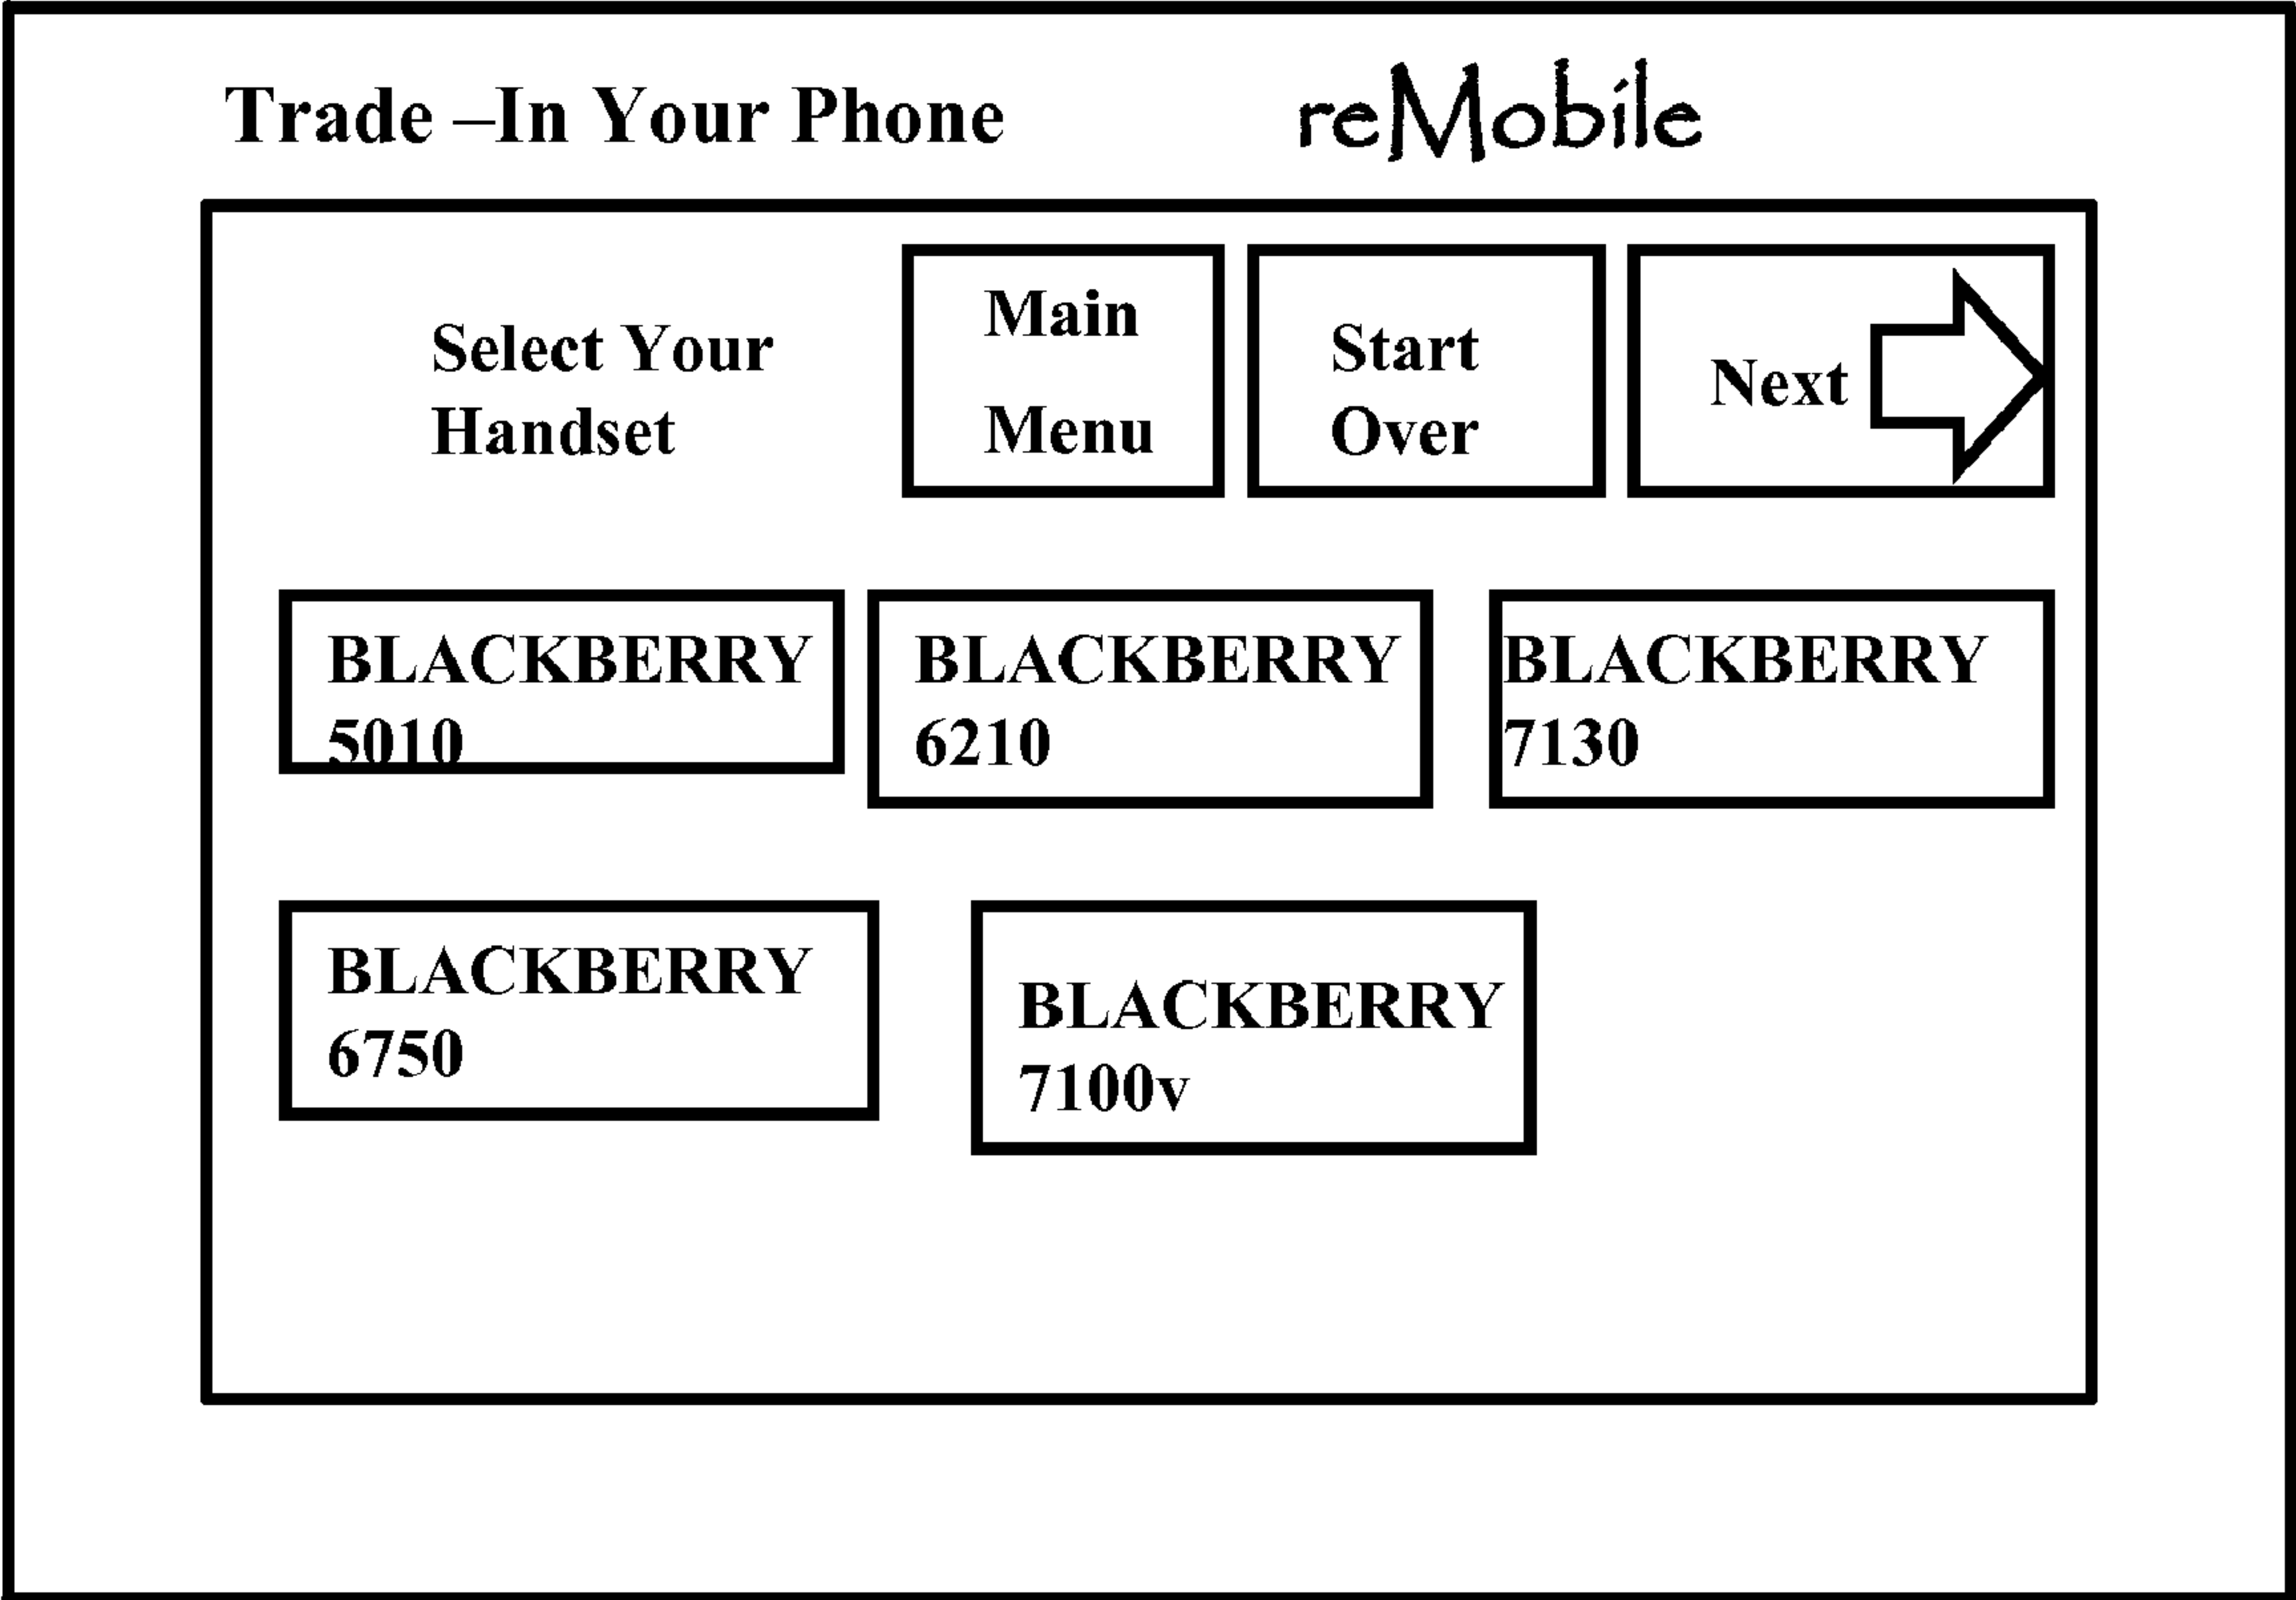 Trade –In Your Phone
reMobile
Select Your
Handset
Main
Menu
Start
Over
Next
BLACKBERRY
5010
BLACKBERRY
6210
BLACKBERRY
7130
BLACKBERRY
6750
BLACKBERRY
7100v